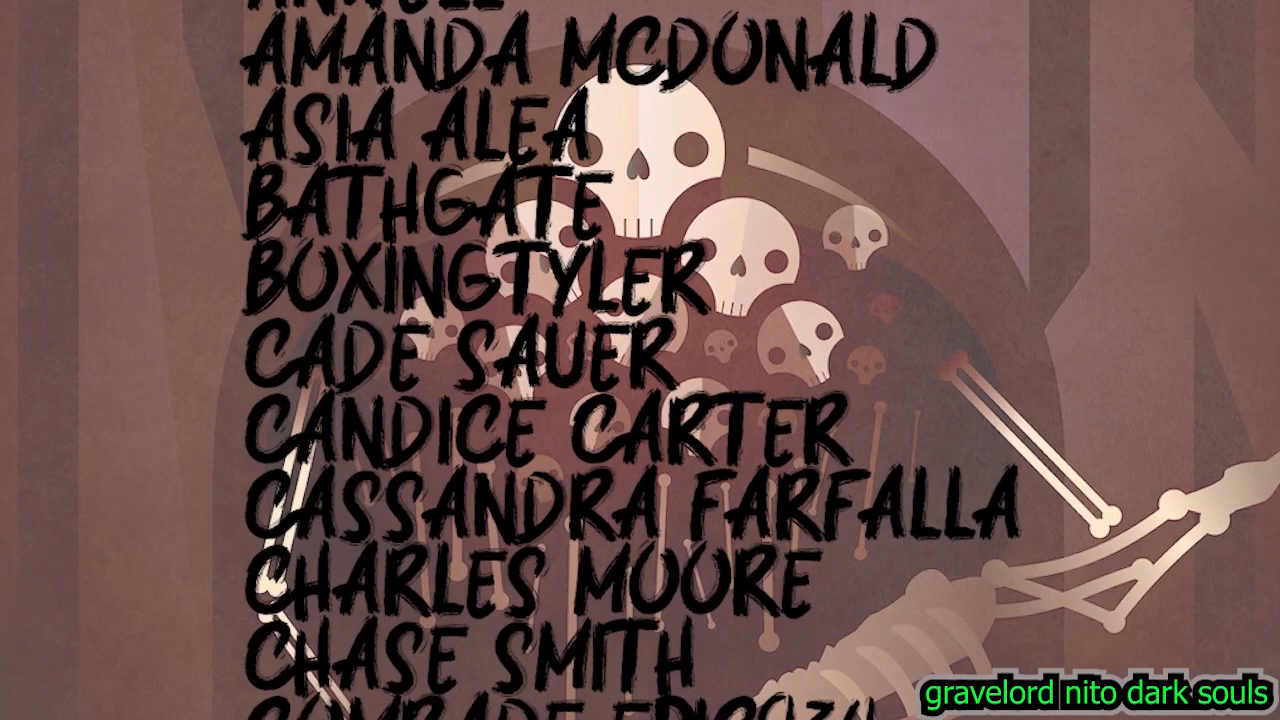 AMANDA MCDONALD
ASIA ALEA
BATHGATE
BOXINGTYLER
CADE SAUER
CANDICE CARTER
CASSANDRA FARFALLA
CHARLES MOORE
CHASE SMITH
gravelord nito dark souls